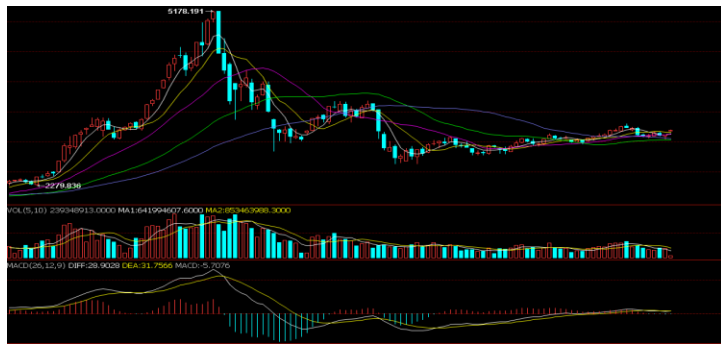 5178.191
2279.836
VOL(5,10) 239348913.0000 MA1:641994607.6000 MA2:853463988.3000
MACD(26,12,9) DIFF:28.9028 DEA:31.7566 MACD:-5.7076